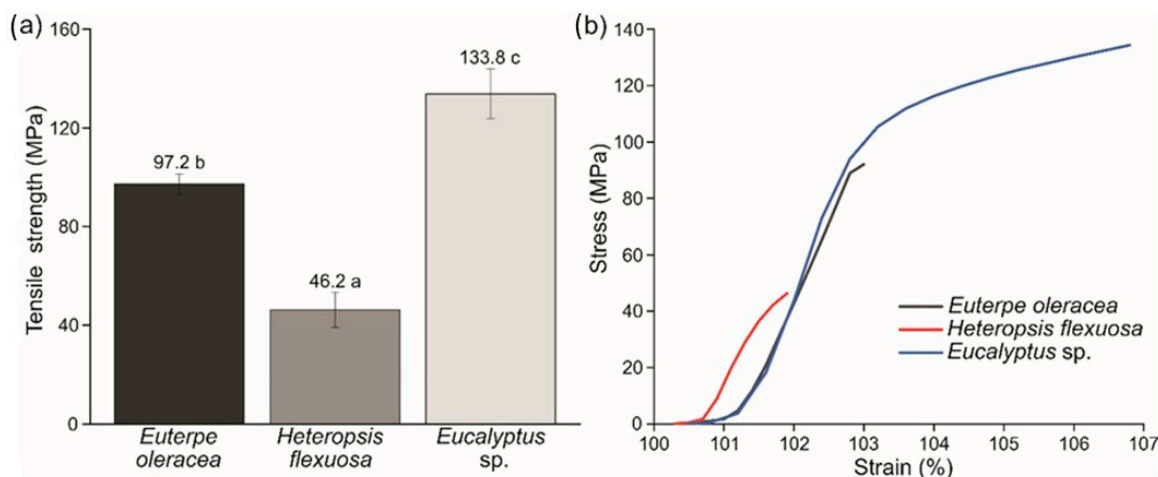 (a)
Tensile strength (MPa)
160
120
80
40
0
97.2 b
46.2 a
133.8 c
Euterpe
oleracea
Heteropsis
flexuosa
Eucalyptus
sp.
(b)
Stress (MPa)
140
120
100
80
60
40
20
0
Euterpe oleracea
Heteropsis flexuosa
Eucalyptus sp.
100 101 102 103 104 105 106 107
Strain (%)